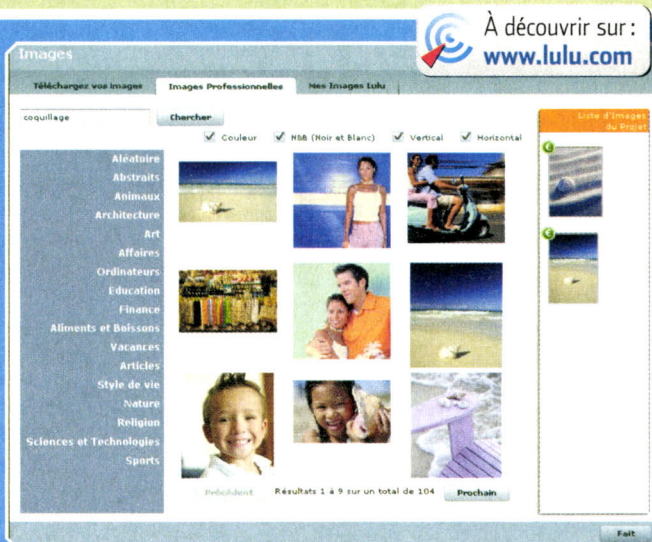 À découvrir sur :
www.lulu.com
Images
Téléchargez vos images
Images Professionnelles
Mes Images Lulu
coquillage
Chercher
Couleur
N&B (Noir et Blanc)
Vertical
Horizontal
Liste d'Images
du Projet
Aléatoire
Abstraits
Animaux
Architecture
Art
Affaires
Ordinateurs
Education
Finance
Aliments et Boissons
Vacances
Articles
Style de vie
Nature
Religion
Sciences et Technologies
Sports
Précédent
Résultats 1 à 9 sur un total de 104
Prochain
Fait